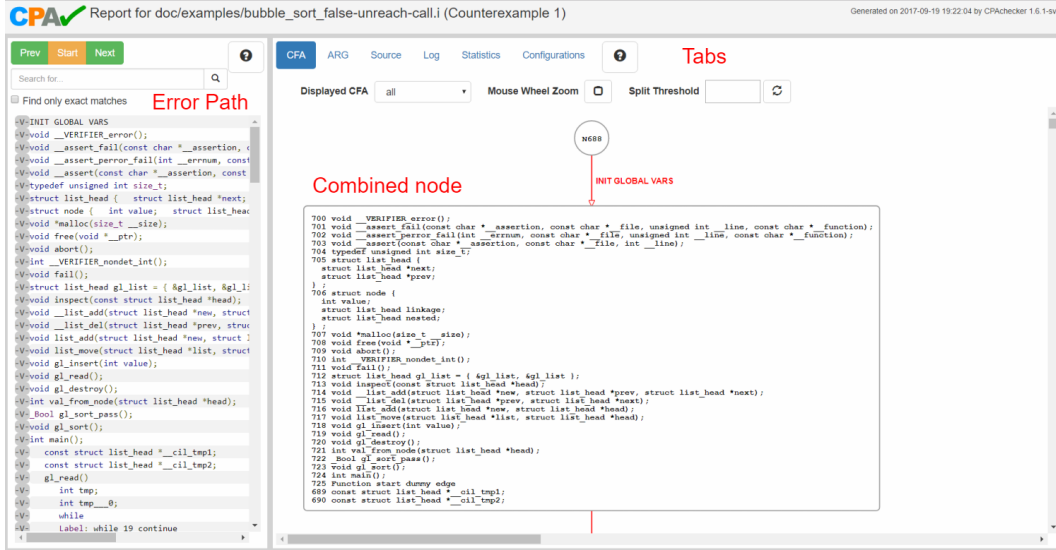 CPA Report for doc/examples/bubble_sort_false-unreach-call.i (Counterexample 1)
Generated on 2017-09-19 19:22:04 by CPAchecker 1.6.1-sv
Prev Start Next
Search for...
Find only exact matches
Error Path
-V- INIT GLOBAL VARS
-V- void __VERIFIER_error();
-V- void __assert_fail(const char *__assertion, c
-V- void __assert_perror_fail(int __errnum, const
-V- void __assert(const char *__assertion, const
-V- typedef unsigned int size_t;
-V- struct list_head { struct list_head *next;
-V- struct node { int value; struct list_head
-V- void *malloc(size_t __size);
-V- void free(void *__ptr);
-V- void abort();
-V- int __VERIFIER_nondet_int();
-V- void fail();
-V- struct list_head gl_list = { &gl_list, &gl_li
-V- void inspect(const struct list_head *head);
-V- void __list_add(struct list_head *new, struct
-V- void __list_del(struct list_head *prev, struc
-V- void list_add(struct list_head *new, struct l
-V- void list_move(struct list_head *list, struct
-V- void gl_insert(int value);
-V- void gl_read();
-V- void gl_destroy();
-V- int val_from_node(struct list_head *head);
-V- _Bool gl_sort_pass();
-V- void gl_sort();
-V- int main();
-V- const struct list_head *__cil_tmp1;
-V- const struct list_head *__cil_tmp2;
-V- gl_read()
-V- int tmp;
-V- int tmp___0;
-V- while
-V- Label: while_19_continue
CFA ARG Source Log Statistics Configurations
Tabs
Displayed CFA all Mouse Wheel Zoom Split Threshold
N688
INIT GLOBAL VARS
Combined node
700 void __VERIFIER_error();
701 void __assert_fail(const char *__assertion, const char *__file, unsigned int __line, const char *__function);
702 void __assert_perror_fail(int __errnum, const char *__file, unsigned int __line, const char *__function);
703 void __assert(const char *__assertion, const char *__file, int __line);
704 typedef unsigned int size_t;
705 struct list_head {
struct list_head *next;
struct list_head *prev;
} ;
706 struct node {
int value;
struct list_head linkage;
struct list_head nested;
} ;
707 void *malloc(size_t __size);
708 void free(void *__ptr);
709 void abort();
710 int __VERIFIER_nondet_int();
711 void fail();
712 struct list_head gl_list = { &gl_list, &gl_list };
713 void inspect(const struct list_head *head);
714 void __list_add(struct list_head *new, struct list_head *prev, struct list_head *next);
715 void __list_del(struct list_head *prev, struct list_head *next);
716 void list_add(struct list_head *new, struct list_head *head);
717 void list_move(struct list_head *list, struct list_head *head);
718 void gl_insert(int value);
719 void gl_read();
720 void gl_destroy();
721 int val_from_node(struct list_head *head);
722 _Bool gl_sort_pass();
723 void gl_sort();
724 int main();
725 Function start dummy edge
689 const struct list_head *__cil_tmp1;
690 const struct list_head *__cil_tmp2;